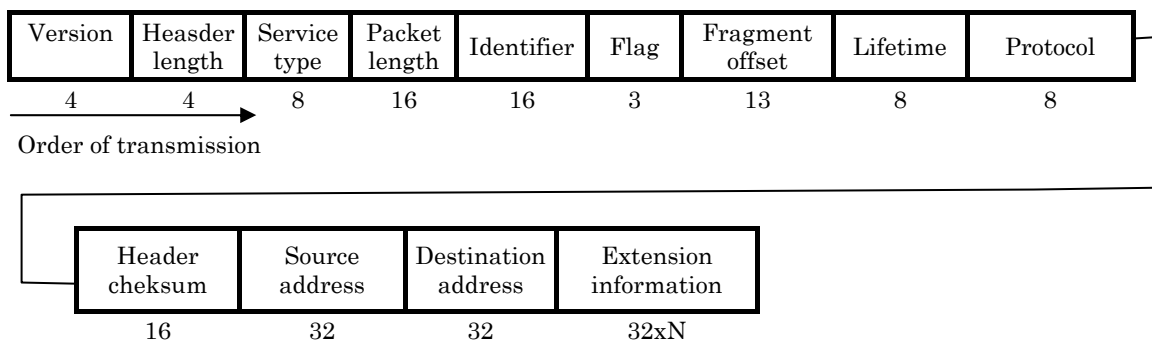 Version Heasder length Service type Packet length Identifier Flag Fragment offset Lifetime Protocol
4 4 8 16 16 3 13 8 8
Order of transmission
Header cheksum Source address Destination address Extension information
16 32 32 32xN